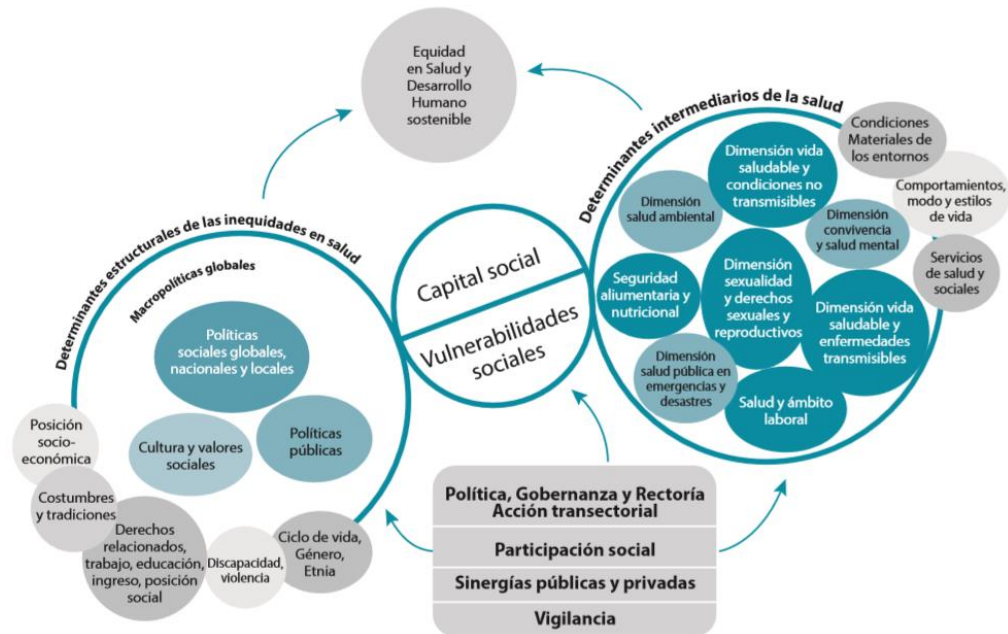 Equidad
en Salud y
Desarrollo
Humano
sostenible
Determinantes estructurales de las inequidades en salud
Macropolíticas globales
Políticas
sociales globales,
nacionales y locales
Cultura y valores
sociales
Políticas
públicas
Posición
socio-
económica
Costumbres
y tradiciones
Derechos
relacionados,
trabajo, educación,
ingreso, posición
social
Discapacidad,
violencia
Ciclo de vida,
Género,
Etnia
Capital social
Vulnerabilidades
sociales
Determinantes intermediarios de la salud
Dimensión vida
saludable y
condiciones no
transmisibles
Dimensión
salud ambiental
Dimensión
convivencia
y salud mental
Seguridad
aliumentaria y
nutricional
Dimensión
sexualidad
y derechos
sexuales y
reproductivos
Dimensión vida
saludable y
enfermedades
transmisibles
Dimensión
salud pública en
emergencias y
desastres
Salud y ámbito
laboral
Condiciones
Materiales de
los entornos
Comportamientos,
modo y estilos
de vida
Servicios
de salud y
sociales
Política, Gobernanza y Rectoría
Acción transectorial
Participación social
Sinergías públicas y privadas
Vigilancia